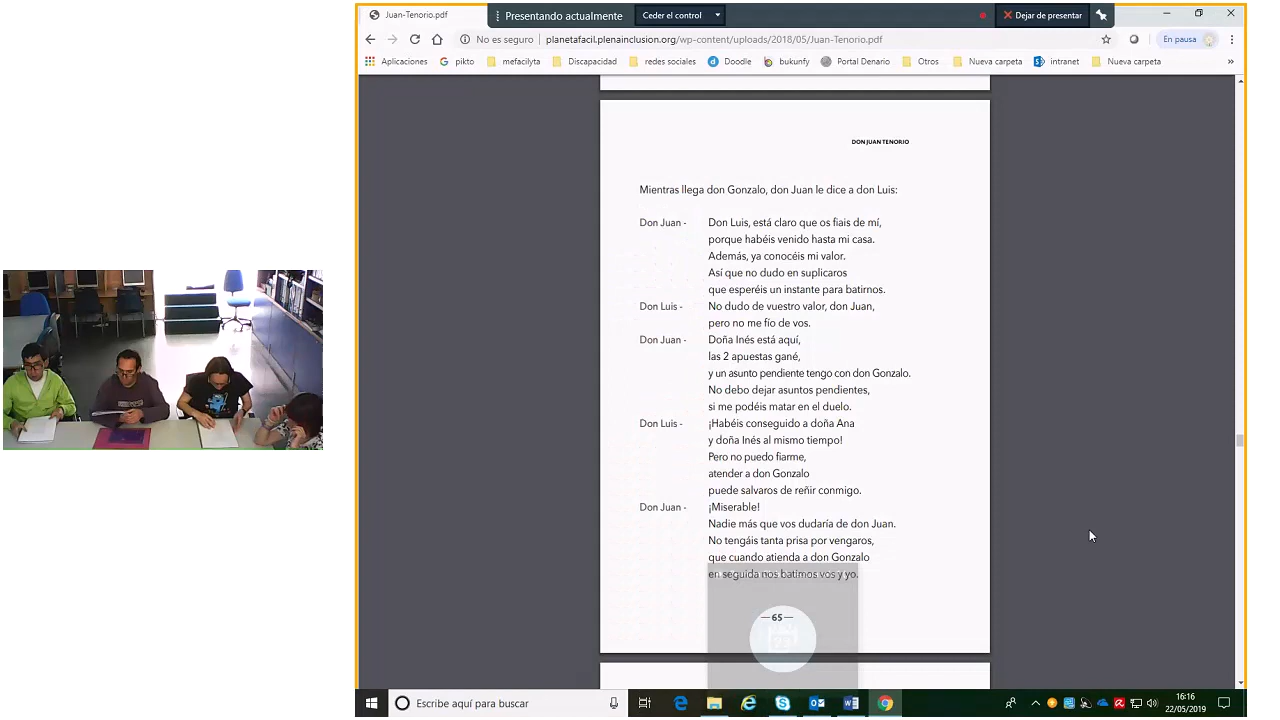 Juan-Tenorio.pdf
Presentando actualmente
Ceder el control
Dejar de presentar
No es seguro
planetafacil.plenainclusion.org/wp-content/uploads/2018/05/Juan-Tenorio.pdf
En pausa
Aplicaciones
pikto
mefacilyta
Discapacidad
redes sociales
Doodle
bukunfy
Portal Denario
Otros
Nueva carpeta
intranet
Nueva carpeta
»
DON JUAN TENORIO
Mientras llega don Gonzalo, don Juan le dice a don Luis:
Don Juan - Don Luis, está claro que os fiais de mí,
porque habéis venido hasta mi casa.
Además, ya conocéis mi valor.
Así que no dudo en suplicaros
que esperéis un instante para batirnos.
Don Luis - No dudo de vuestro valor, don Juan,
pero no me fío de vos.
Don Juan - Doña Inés está aquí,
las 2 apuestas gané,
y un asunto pendiente tengo con don Gonzalo.
No debo dejar asuntos pendientes,
si me podéis matar en el duelo.
Don Luis - ¡Habéis conseguido a doña Ana
y doña Inés al mismo tiempo!
Pero no puedo fiarme,
atender a don Gonzalo
puede salvaros de reñir conmigo.
Don Juan - ¡Miserable!
Nadie más que vos dudaría de don Juan.
No tengáis tanta prisa por vengaros,
que cuando atienda a don Gonzalo
en seguida nos batimos vos y yo.
— 65 —
Escribe aquí para buscar
16:16
22/05/2019